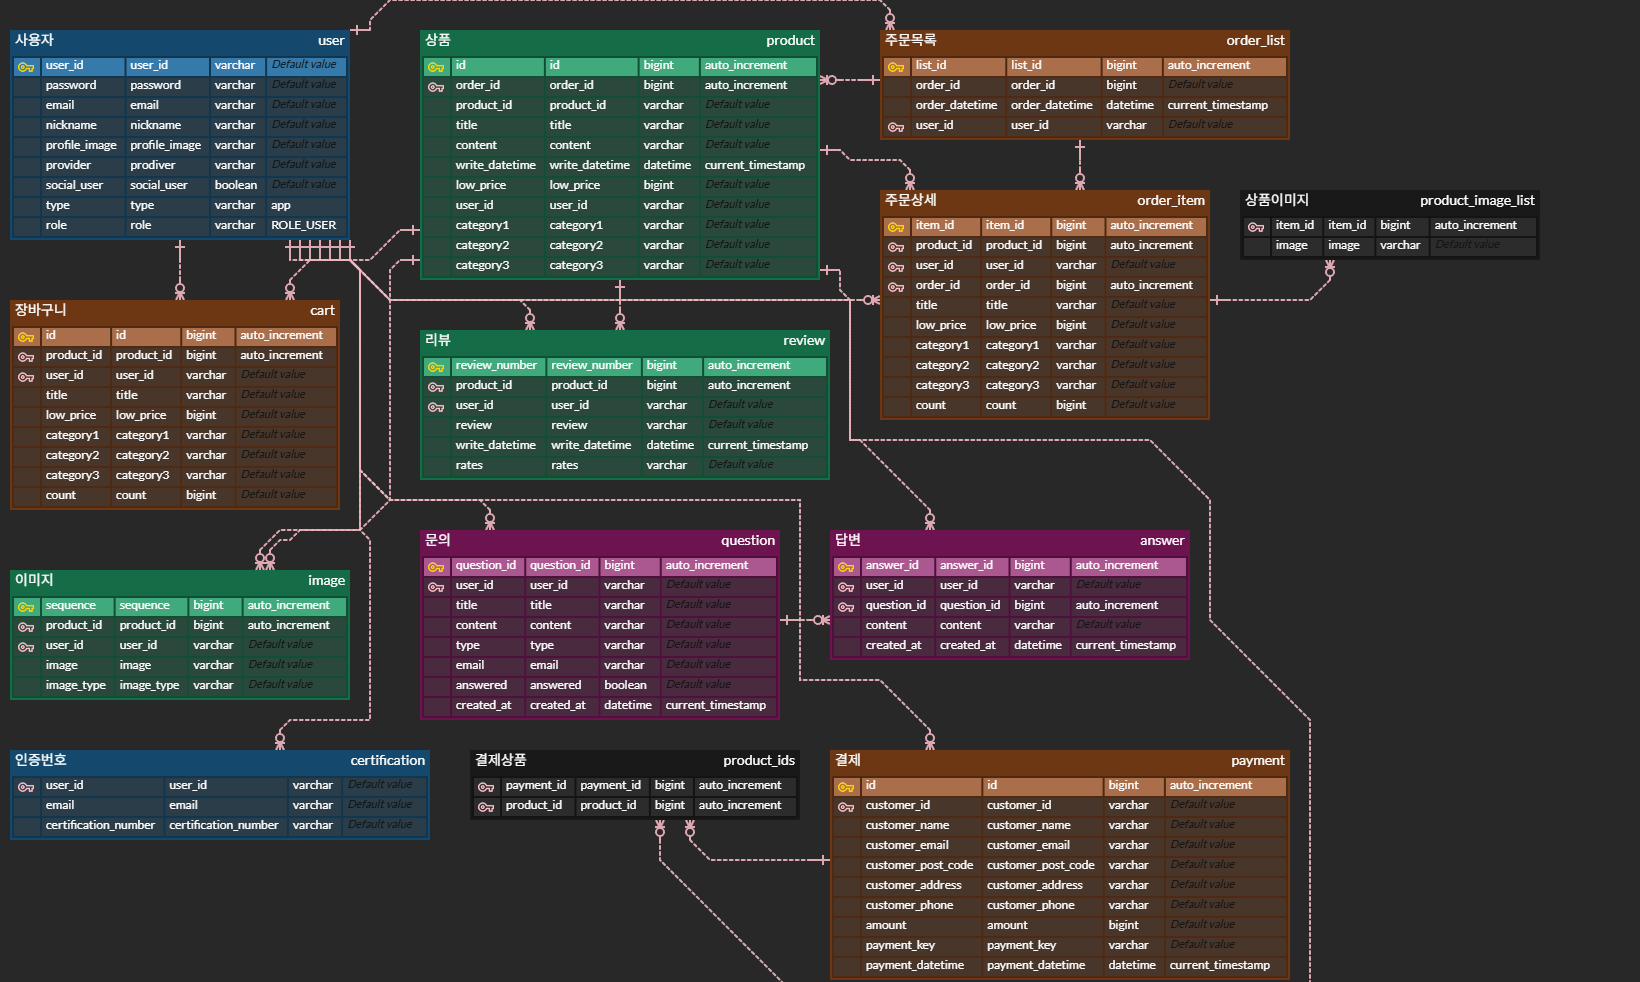 사용자 user
user_id user_id varchar Default value
password password varchar Default value
email email varchar Default value
nickname nickname varchar Default value
profile_image profile_image varchar Default value
provider prodiver varchar Default value
social_user social_user boolean Default value
type type varchar app
role role varchar ROLE_USER
상품 product
id id bigint auto_increment
order_id order_id bigint auto_increment
product_id product_id varchar Default value
title title varchar Default value
content content varchar Default value
write_datetime write_datetime datetime current_timestamp
low_price low_price bigint Default value
user_id user_id varchar Default value
category1 category1 varchar Default value
category2 category2 varchar Default value
category3 category3 varchar Default value
주문목록 order_list
list_id list_id bigint auto_increment
order_id order_id bigint Default value
order_datetime order_datetime datetime current_timestamp
user_id user_id varchar Default value
주문상세 order_item
item_id item_id bigint auto_increment
product_id product_id bigint auto_increment
user_id user_id varchar Default value
order_id order_id bigint auto_increment
title title varchar Default value
low_price low_price bigint Default value
category1 category1 varchar Default value
category2 category2 varchar Default value
category3 category3 varchar Default value
count count bigint Default value
상품이미지 product_image_list
item_id item_id bigint auto_increment
image image varchar Default value
장바구니 cart
id id bigint auto_increment
product_id product_id bigint auto_increment
user_id user_id varchar Default value
title title varchar Default value
low_price low_price bigint Default value
category1 category1 varchar Default value
category2 category2 varchar Default value
category3 category3 varchar Default value
count count bigint Default value
리뷰 review
review_number review_number bigint auto_increment
product_id product_id bigint auto_increment
user_id user_id varchar Default value
review review varchar Default value
write_datetime write_datetime datetime current_timestamp
rates rates varchar Default value
이미지 image
sequence sequence bigint auto_increment
product_id product_id bigint auto_increment
user_id user_id varchar Default value
image image varchar Default value
image_type image_type varchar Default value
문의 question
question_id question_id bigint auto_increment
user_id user_id varchar Default value
title title varchar Default value
content content varchar Default value
type type varchar Default value
email email varchar Default value
answered answered boolean Default value
created_at created_at datetime current_timestamp
답변 answer
answer_id answer_id bigint auto_increment
user_id user_id varchar Default value
question_id question_id bigint auto_increment
content content varchar Default value
created_at created_at datetime current_timestamp
인증번호 certification
user_id user_id varchar Default value
email email varchar Default value
certification_number certification_number varchar Default value
결제상품 product_ids
payment_id payment_id bigint auto_increment
product_id product_id bigint auto_increment
결제 payment
id id bigint auto_increment
customer_id customer_id varchar Default value
customer_name customer_name varchar Default value
customer_email customer_email varchar Default value
customer_post_code customer_post_code varchar Default value
customer_address customer_address varchar Default value
customer_phone customer_phone varchar Default value
amount amount bigint Default value
payment_key payment_key varchar Default value
payment_datetime payment_datetime datetime current_timestamp